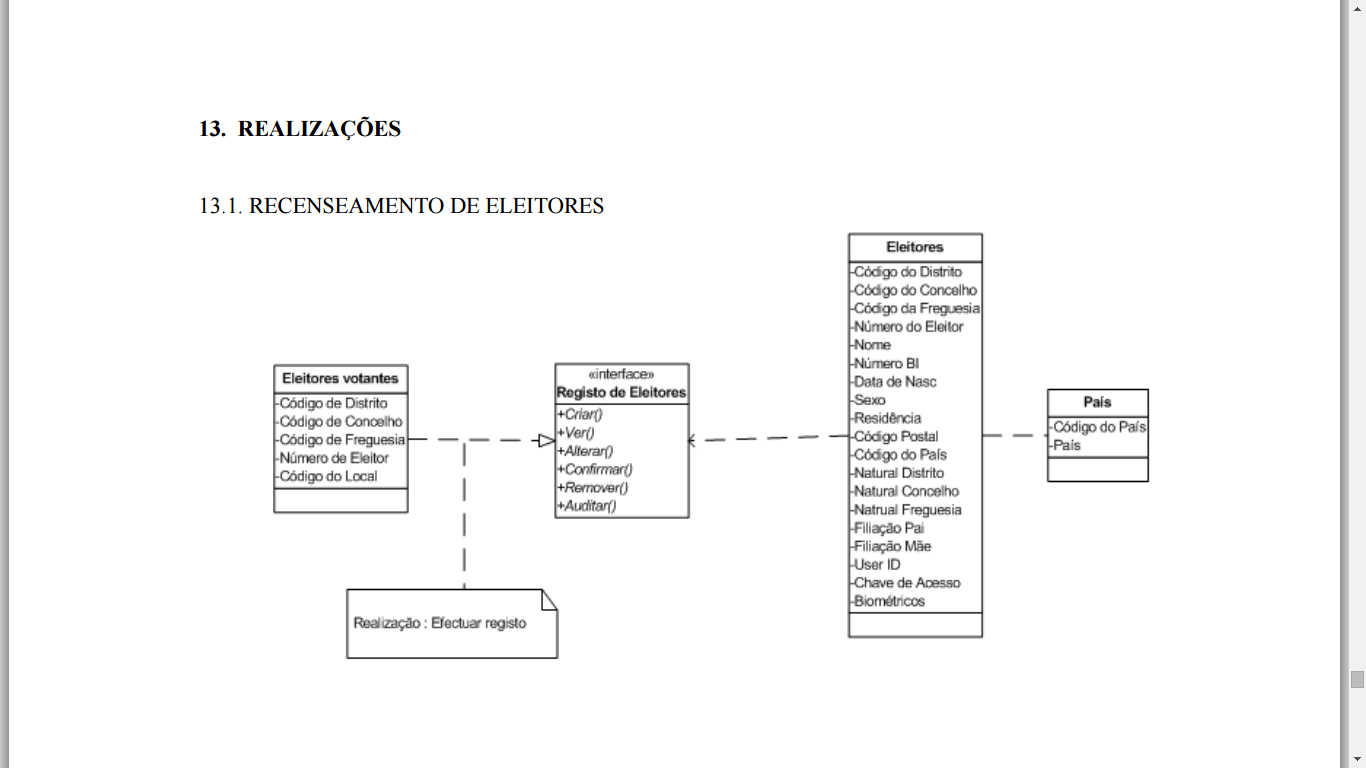 13. REALIZAÇÕES
13.1. RECENSEAMENTO DE ELEITORES
Eleitores votantes
-Código de Distrito
-Código de Concelho
-Código de Freguesia
-Número de Eleitor
-Código do Local
«interface»
Registo de Eleitores
+Criar()
+Ver()
+Alterar()
+Confirmar()
+Remover()
+Auditar()
Realização : Efectuar registo
Eleitores
-Código do Distrito
-Código do Concelho
-Código da Freguesia
-Número do Eleitor
-Nome
-Número BI
-Data de Nasc
-Sexo
-Residência
-Código Postal
-Código do País
-Natural Distrito
-Natural Concelho
-Natrual Freguesia
-Filiação Pai
-Filiação Mãe
-User ID
-Chave de Acesso
-Biométricos
País
-Código do País
-País